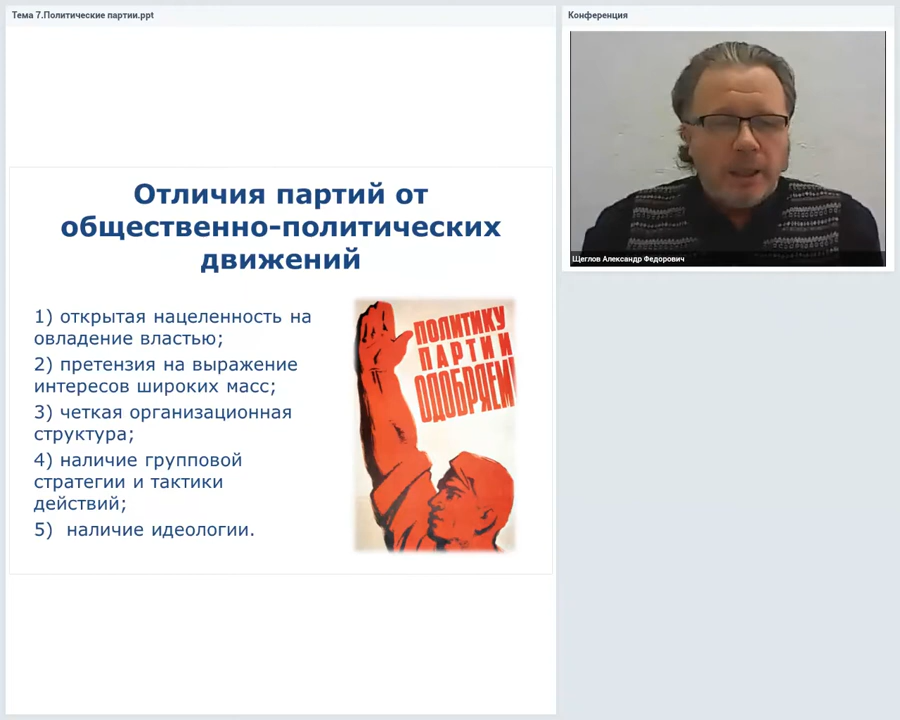 Тема 7.Политические партии.ppt
Отличия партий от
общественно-политических
движений
1) открытая нацеленность на
овладение властью;
2) претензия на выражение
интересов широких масс;
3) четкая организационная
структура;
4) наличие групповой
стратегии и тактики
действий;
5) наличие идеологии.
ПОЛИТИКУ
ПАРТИИ
ОДОБРЯЕМ
Конференция
Щеглов Александр Федорович